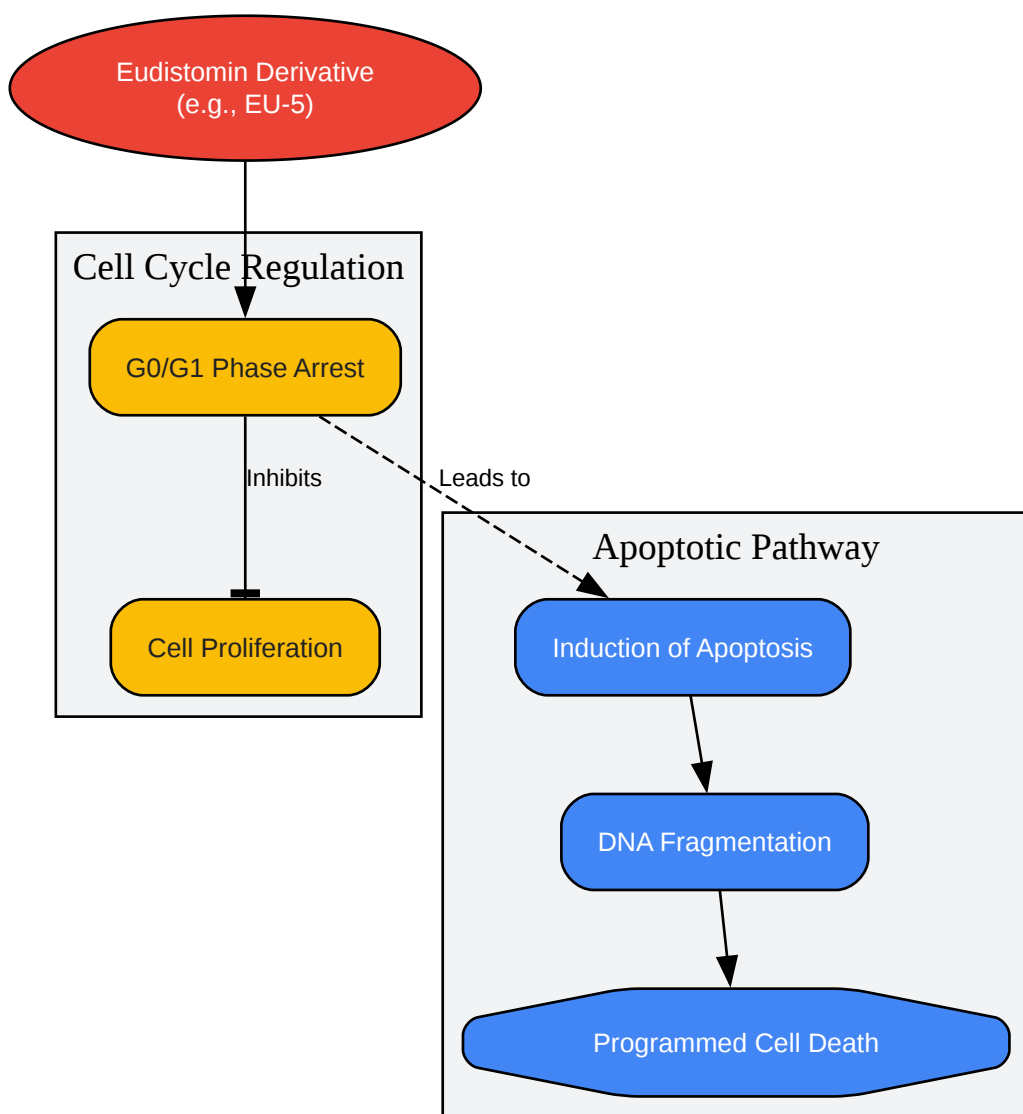 Eudistomin Derivative
(e.g., EU-5)
Cell Cycle Regulation
G0/G1 Phase Arrest
Inhibits
Leads to
Cell Proliferation
Apoptotic Pathway
Induction of Apoptosis
DNA Fragmentation
Programmed Cell Death